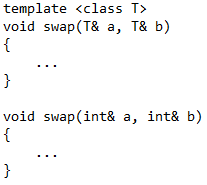 template <class T>
void swap(T& a, T& b)
{
    ...
}

void swap(int& a, int& b)
{
    ...
}